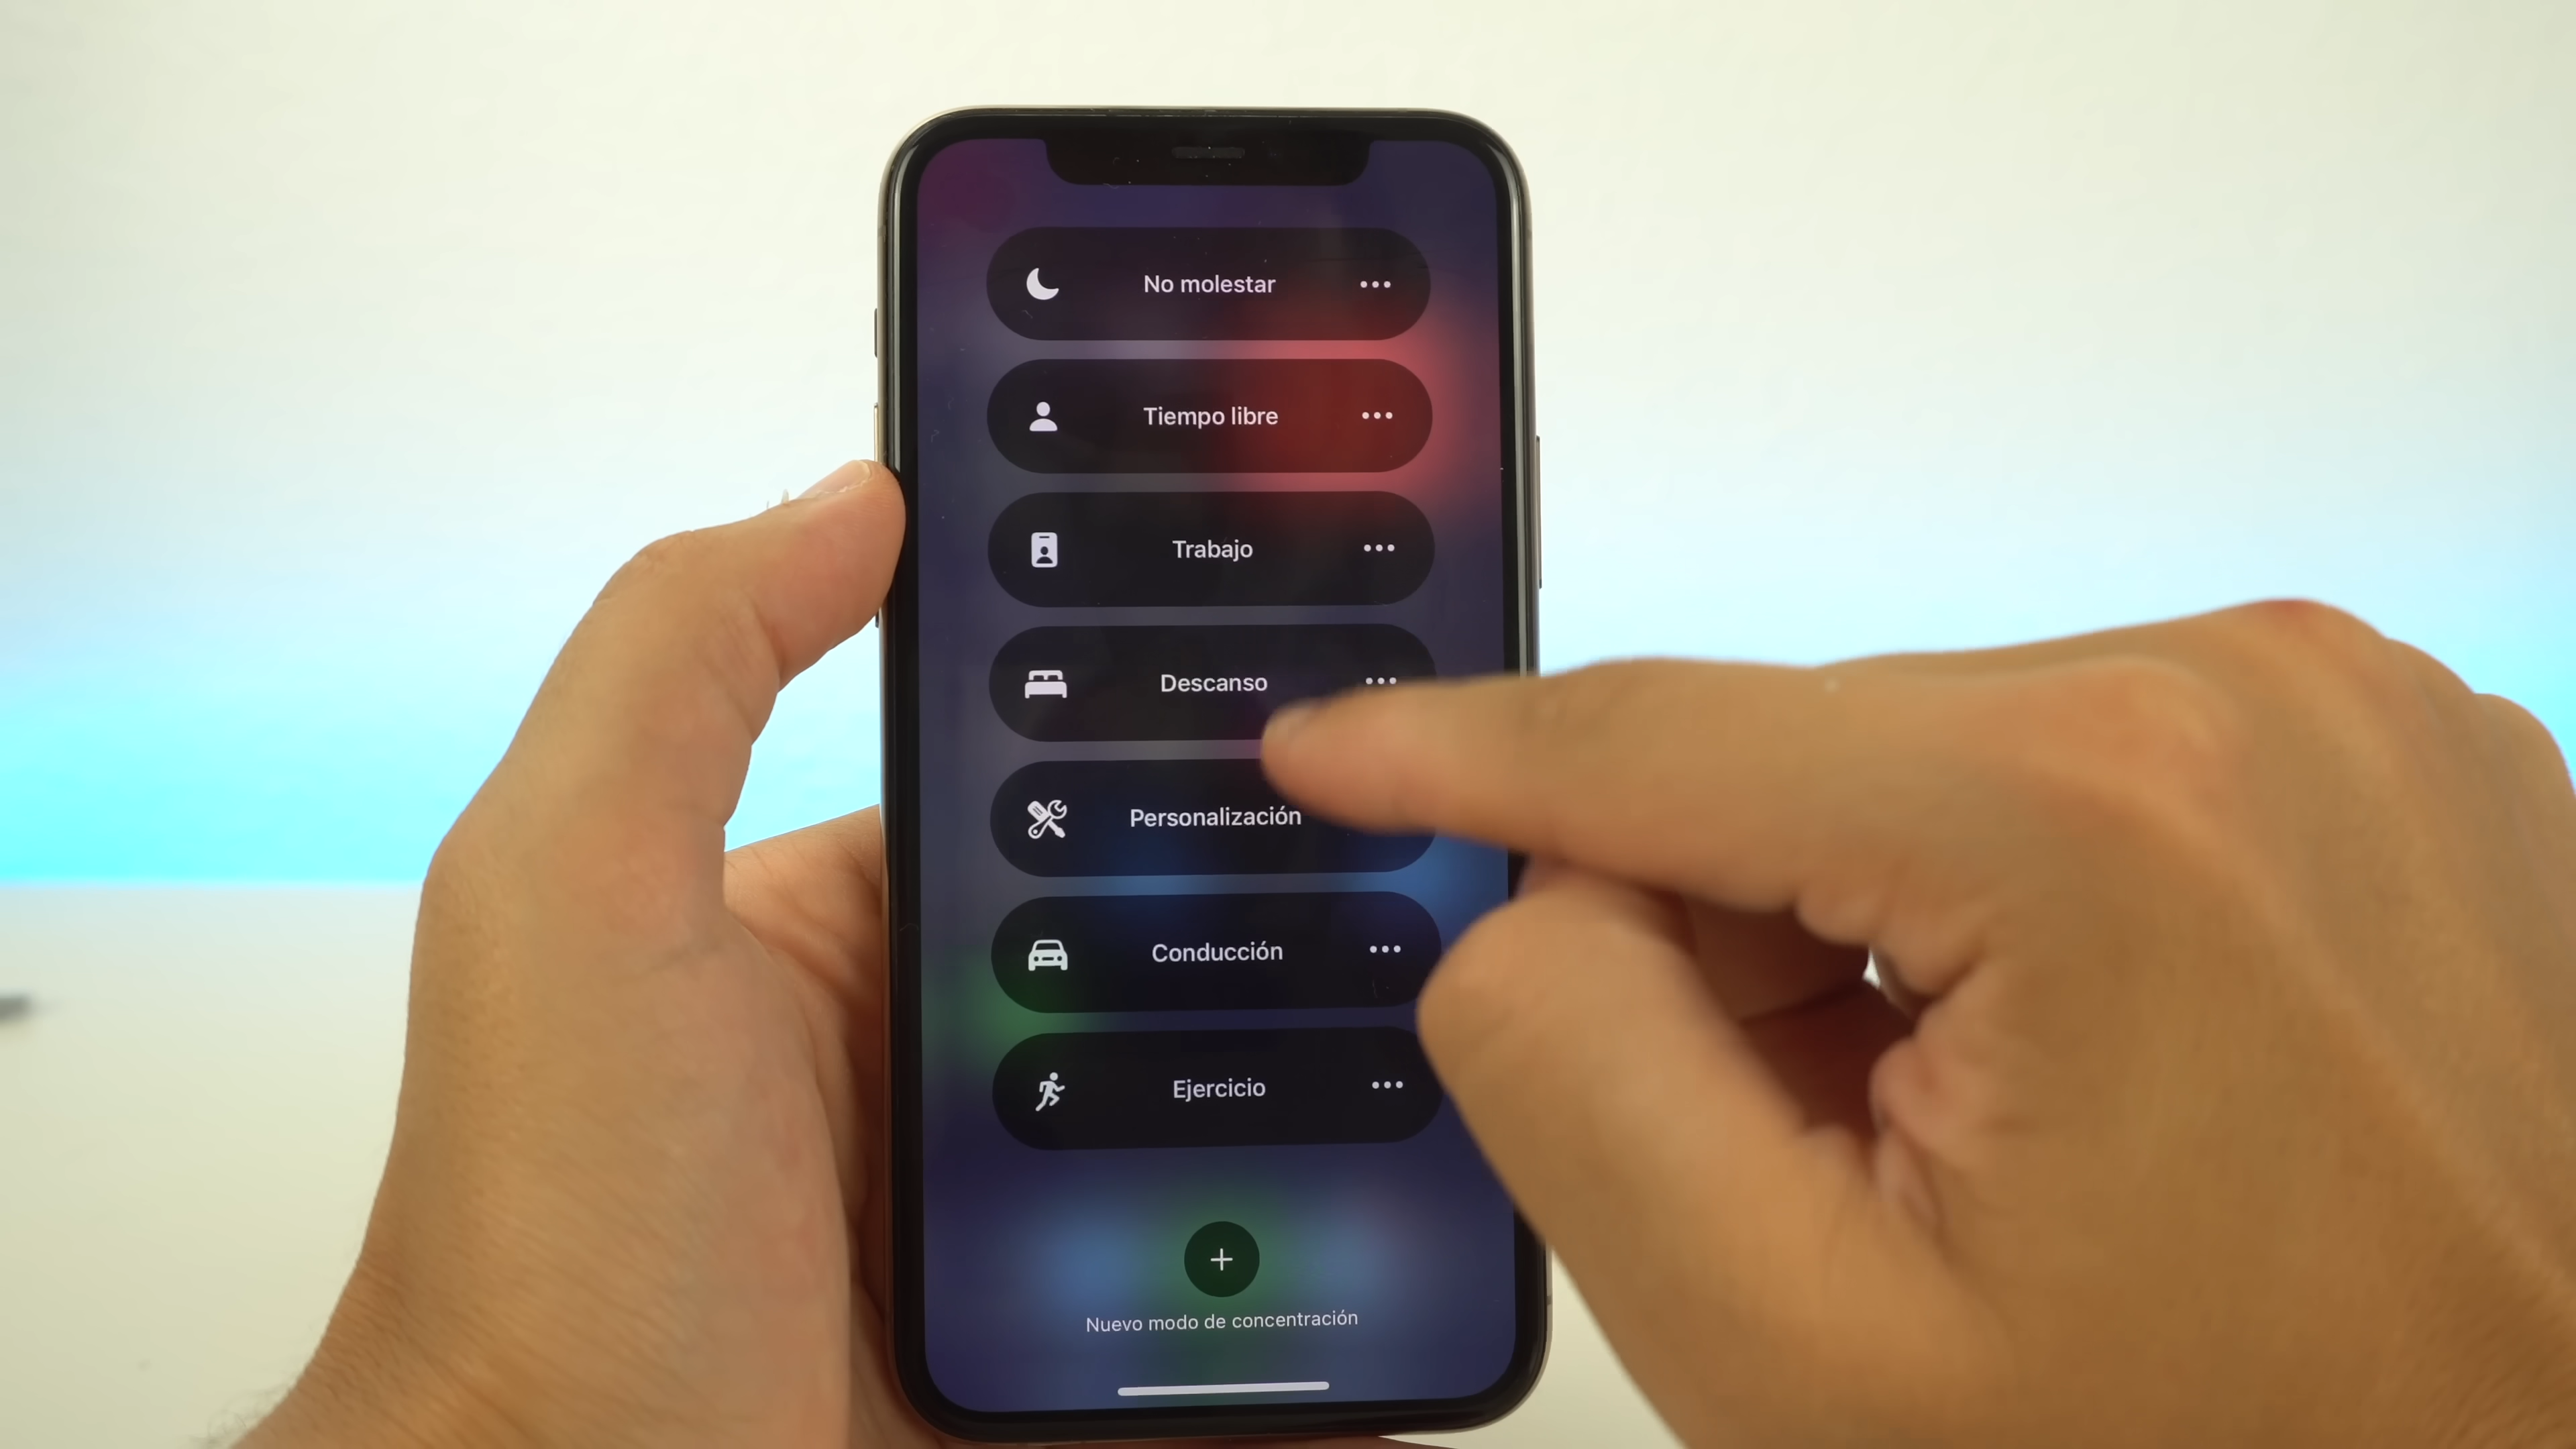 No molestar
Tiempo libre
Trabajo
Descanso
Personalización
Conducción
Ejercicio
Nuevo modo de concentración